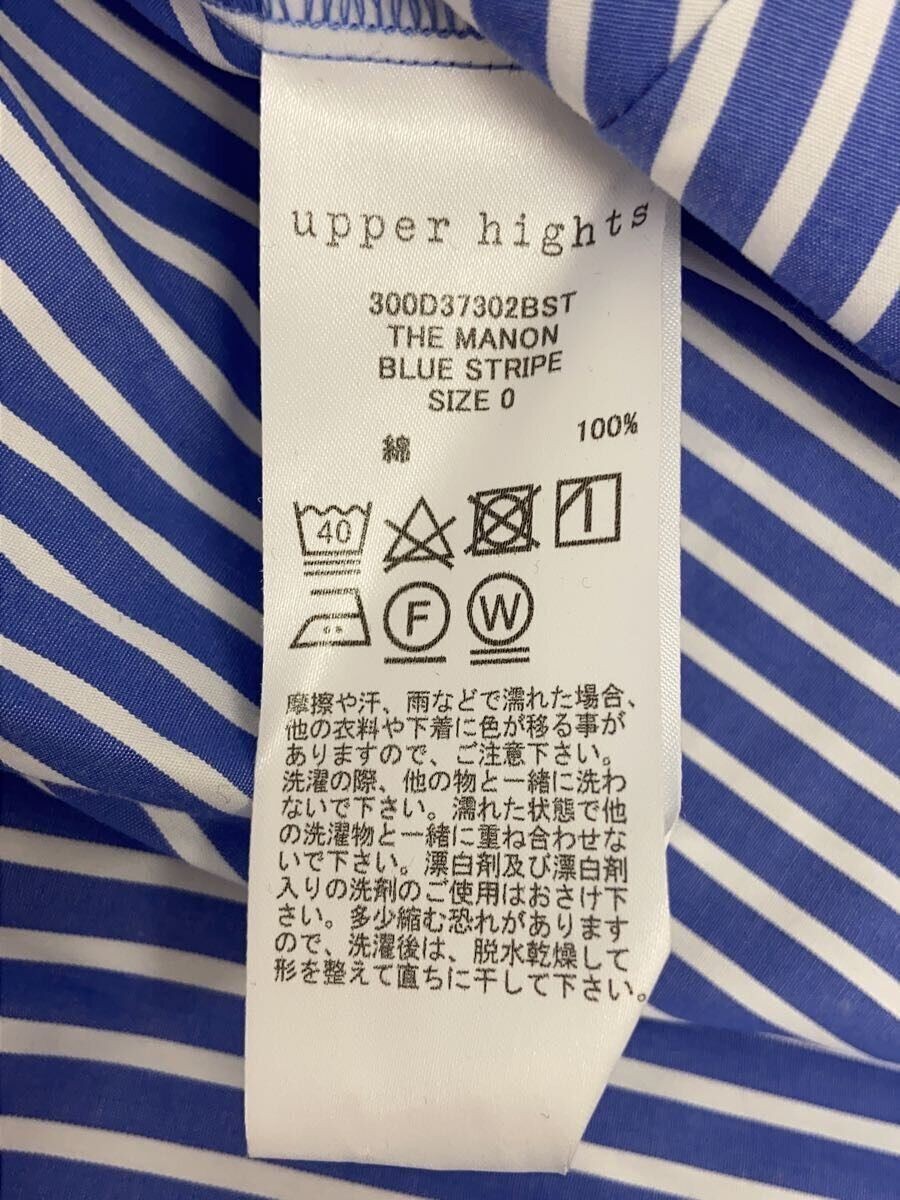 upper hights
300D37302BST
THE MANON
BLUE STRIPE
SIZE 0
綿 100%
40
F W
摩擦や汗、雨などで濡れた場合、
他の衣料や下着に色が移る事が
ありますので、ご注意下さい。
洗濯の際、他の物と一緒に洗わ
ないで下さい。濡れた状態で他
の洗濯物と一緒に重ね合わせな
いで下さい。漂白剤及び漂白剤
入りの洗剤のご使用はおさけ下
さい。多少縮む恐れがあります
ので、洗濯後は、脱水乾燥して
形を整えて直ちに干して下さい。